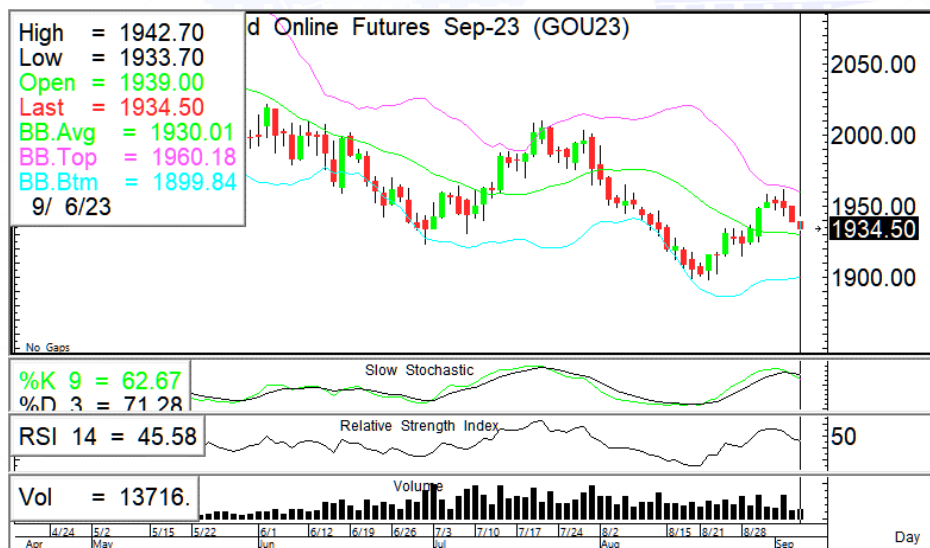 d Online Futures Sep-23 (GOU23)
High = 1942.70
Low = 1933.70
Open = 1939.00
Last = 1934.50
BB.Avg = 1930.01
BB.Top = 1960.18
BB.Btm = 1899.84
9/ 6/23
2050.00
2000.00
1950.00
1934.50
1900.00
No Gaps
Slow Stochastic
%K 9 = 62.67
%D 3 = 71.28
Relative Strength Index
RSI 14 = 45.58
50
Volume
Vol = 13716.
4/24 5/2 5/15 5/22 6/1 6/12 6/19 6/26 7/3 7/10 7/17 7/24 8/2 8/15 8/21 8/28
Apr May Jun Jul Aug Sep
Day